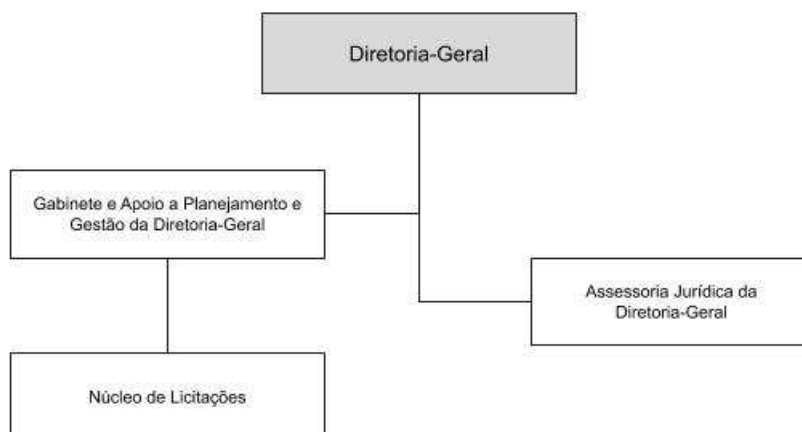 Diretoria-Geral
Gabinete e Apoio a Planejamento e
Gestão da Diretoria-Geral
Assessoria Jurídica da
Diretoria-Geral
Núcleo de Licitações